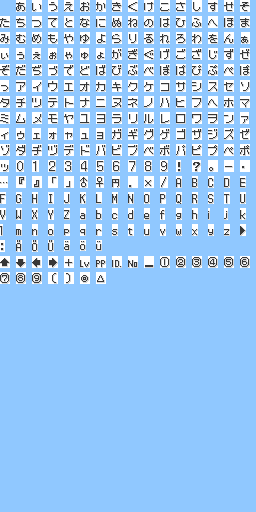 あいうえおかきくけこさしすせそ
たちつてとなにぬねのはひふへほま
みむめもやゆよらりるれろわをんぁ
ぃぅぇぉゃゅょがぎぐげござじずぜ
ぞだぢづでどばびぶべぼぱぴぷぺぽ
っアイウエオカキクケコサシスセソ
タチツテトナニヌネノハヒフヘホマ
ミムメモヤユヨラリルレロワヲンァ
ィゥェォャュョガギグゲゴザジズゼ
ゾダヂヅデドバビブベボパピプペポ
ッ0123456789!?。ー・
…『』「」♂♀円.×/ABCDE
FGHIJKLMNOPQRSTU
VWXYZabcdefghijk
lmnopqrstuvwxyz▶
:ÄÖÜäöü
↑↓←→+LvPPID.No_①②③④⑤⑥
⑦⑧⑨()◎△